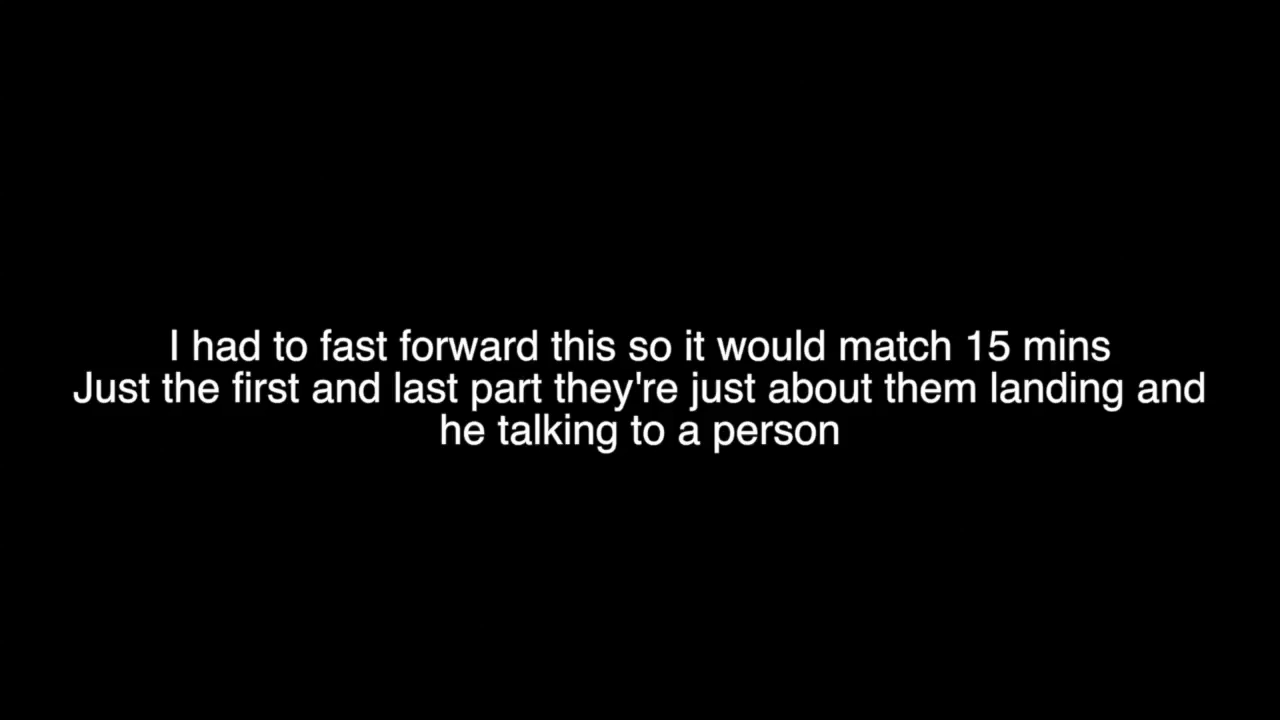 I had to fast forward this so it would match 15 mins
Just the first and last part they're just about them landing and
he talking to a person